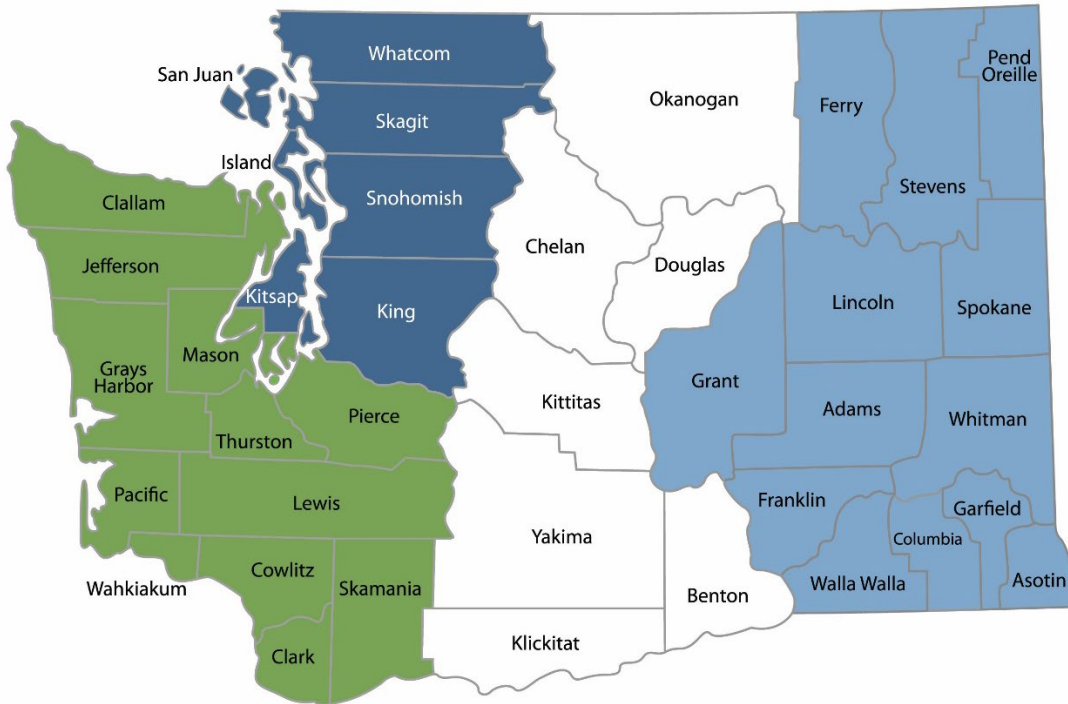 Whatcom
San Juan
Pend
Oreille
Okanogan
Ferry
Skagit
Island
Stevens
Snohomish
Clallam
Chelan
Jefferson
Douglas
Kitsap
Lincoln
Spokane
King
Mason
Grays
Harbor
Grant
Kittitas
Adams
Pierce
Whitman
Thurston
Pacific
Lewis
Franklin
Garfield
Yakima
Columbia
Cowlitz
Skamania
Wahkiakum
Walla Walla
Asotin
Benton
Klickitat
Clark